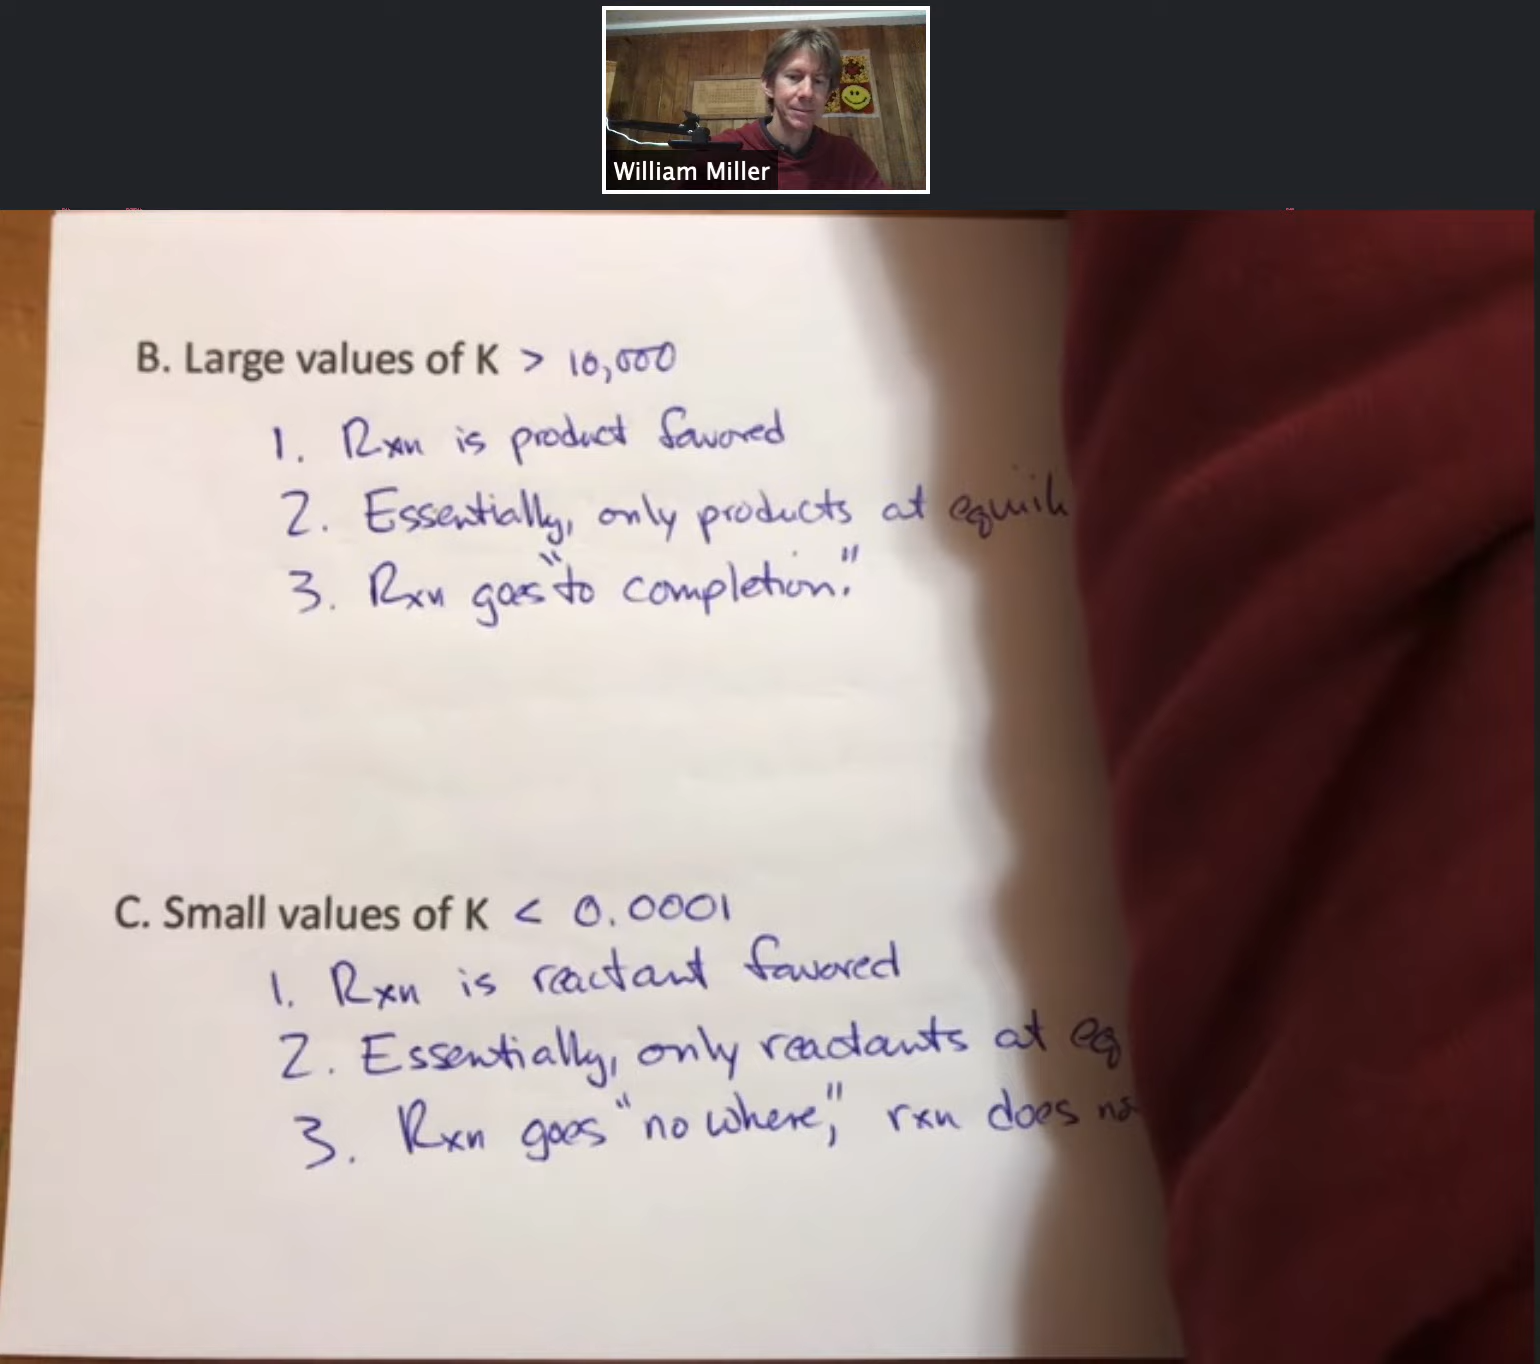 William Miller
B. Large values of K > 10,000
1. Rxn is product favored
2. Essentially, only products at
3. Rxn goes "to completion."
C. Small values of K < 0.0001
1. Rxn is reactant favored
2. Essentially, only reactants at eq
3. Rxn goes "no where," rxn does